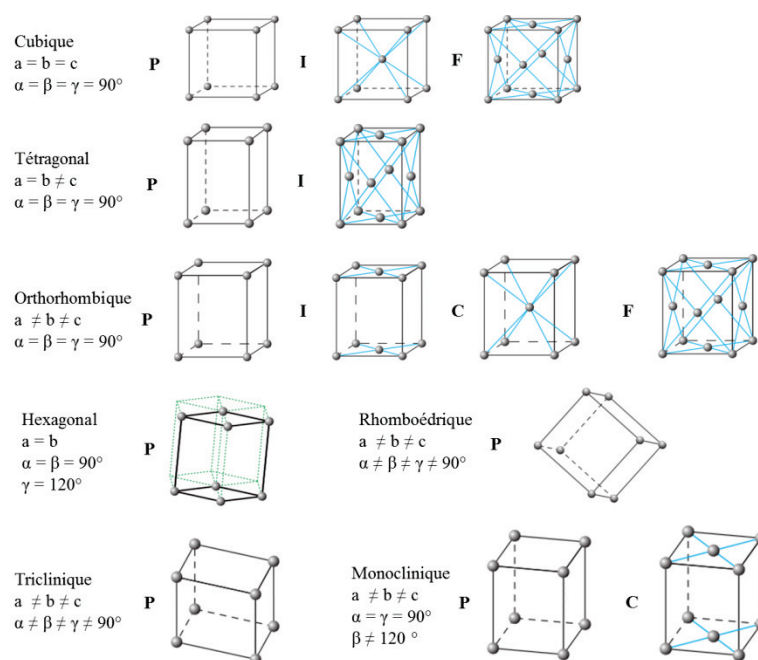 Cubique
a = b = c
α = β = γ = 90°
P
I
F
Tétragonal
a = b ≠ c
α = β = γ = 90°
P
I
Orthorhombique
a ≠ b ≠ c
α = β = γ = 90°
P
I
C
F
Hexagonal
a = b
α = β = 90°
γ = 120°
P
Rhomboédrique
a ≠ b ≠ c
α ≠ β ≠ γ ≠ 90°
P
Triclinique
a ≠ b ≠ c
α ≠ β ≠ γ ≠ 90°
P
Monoclinique
a ≠ b ≠ c
α = γ = 90°
β ≠ 120 °
P
C